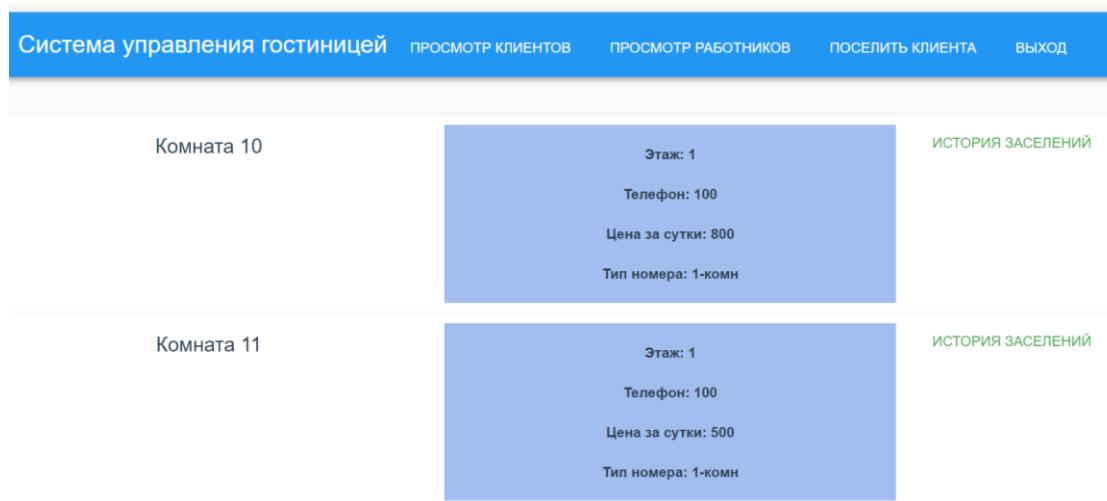 Система управления гостиницей ПРОСМОТР КЛИЕНТОВ ПРОСМОТР РАБОТНИКОВ ПОСЕЛИТЬ КЛИЕНТА ВЫХОД
Комната 10
Этаж: 1
Телефон: 100
Цена за сутки: 800
Тип номера: 1-комн
ИСТОРИЯ ЗАСЕЛЕНИЙ
Комната 11
Этаж: 1
Телефон: 100
Цена за сутки: 500
Тип номера: 1-комн
ИСТОРИЯ ЗАСЕЛЕНИЙ